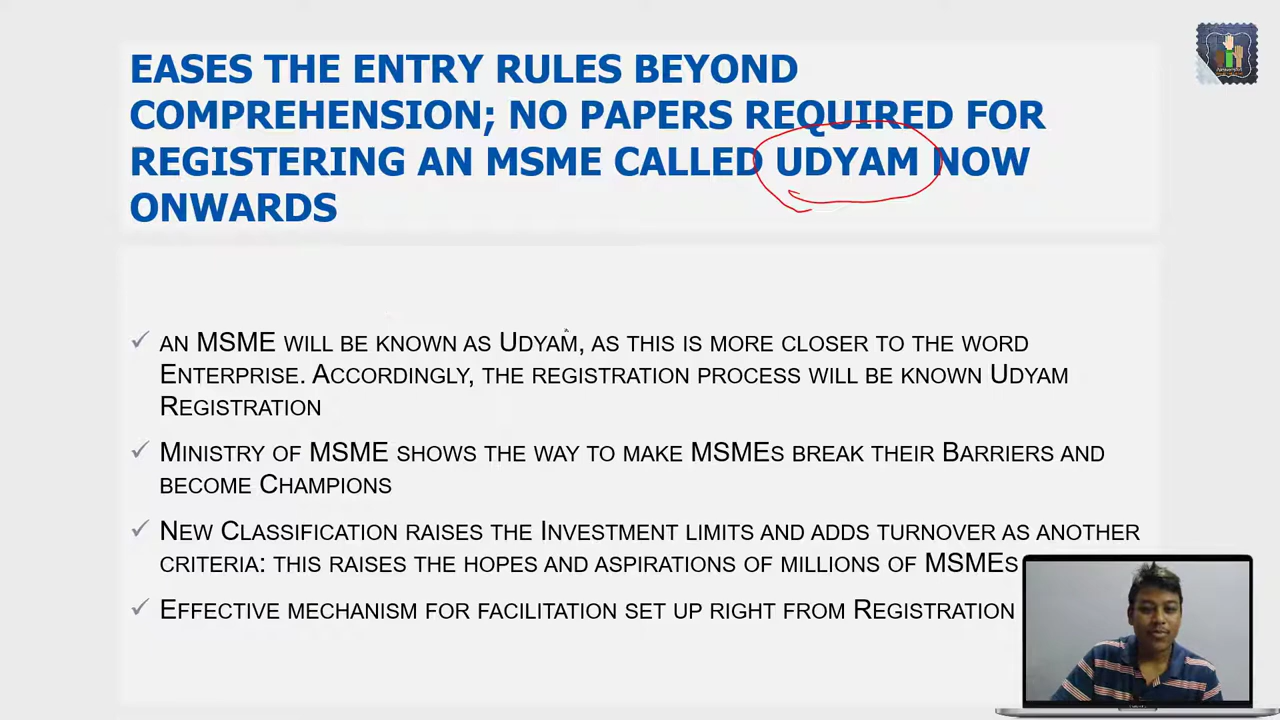 EASES THE ENTRY RULES BEYOND
COMPREHENSION; NO PAPERS REQUIRED FOR
REGISTERING AN MSME CALLED UDYAM NOW
ONWARDS
✓ AN MSME WILL BE KNOWN AS UDYAM, AS THIS IS MORE CLOSER TO THE WORD
ENTERPRISE. ACCORDINGLY, THE REGISTRATION PROCESS WILL BE KNOWN UDYAM
REGISTRATION
✓ MINISTRY OF MSME SHOWS THE WAY TO MAKE MSMES BREAK THEIR BARRIERS AND
BECOME CHAMPIONS
✓ NEW CLASSIFICATION RAISES THE INVESTMENT LIMITS AND ADDS TURNOVER AS ANOTHER
CRITERIA: THIS RAISES THE HOPES AND ASPIRATIONS OF MILLIONS OF MSMES
✓ EFFECTIVE MECHANISM FOR FACILITATION SET UP RIGHT FROM REGISTRATION